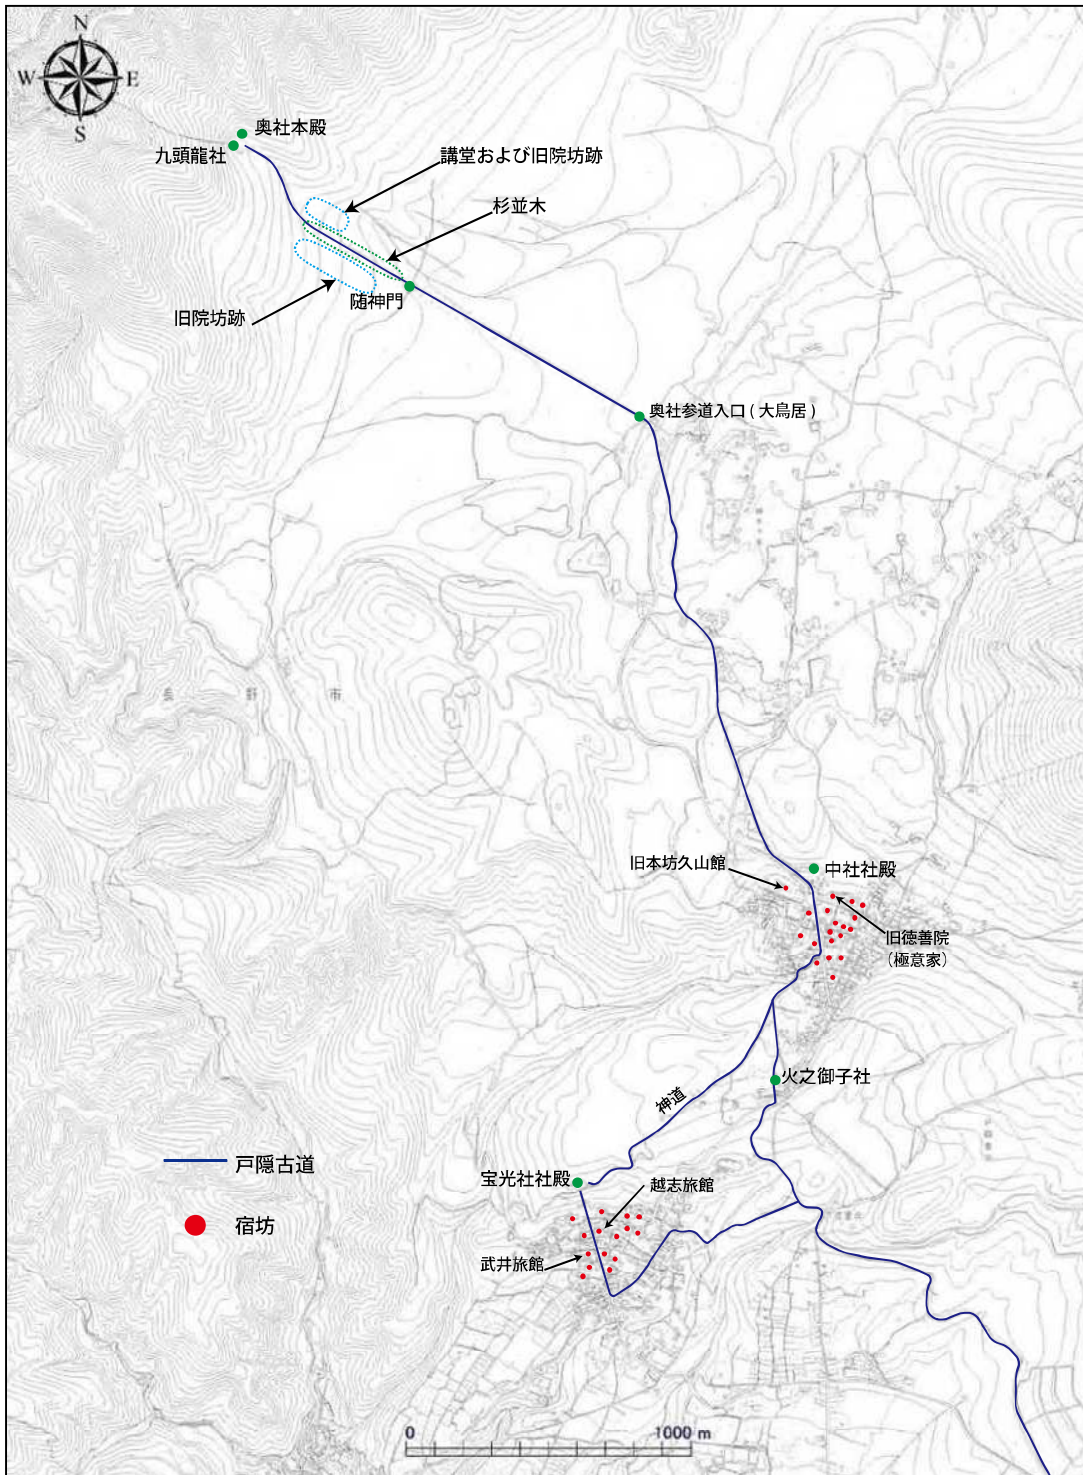 N
W
E
S
奥社本殿
九頭龍社
講堂および旧院坊跡
杉並木
旧院坊跡
随神門
奥社参道入口(大鳥居)
長野市
旧本坊久山館
中社社殿
旧徳善院
(極意家)
火之御子社
神道
戸隠古道
宝光社社殿
越志旅館
宿坊
武井旅館
0
1000 m